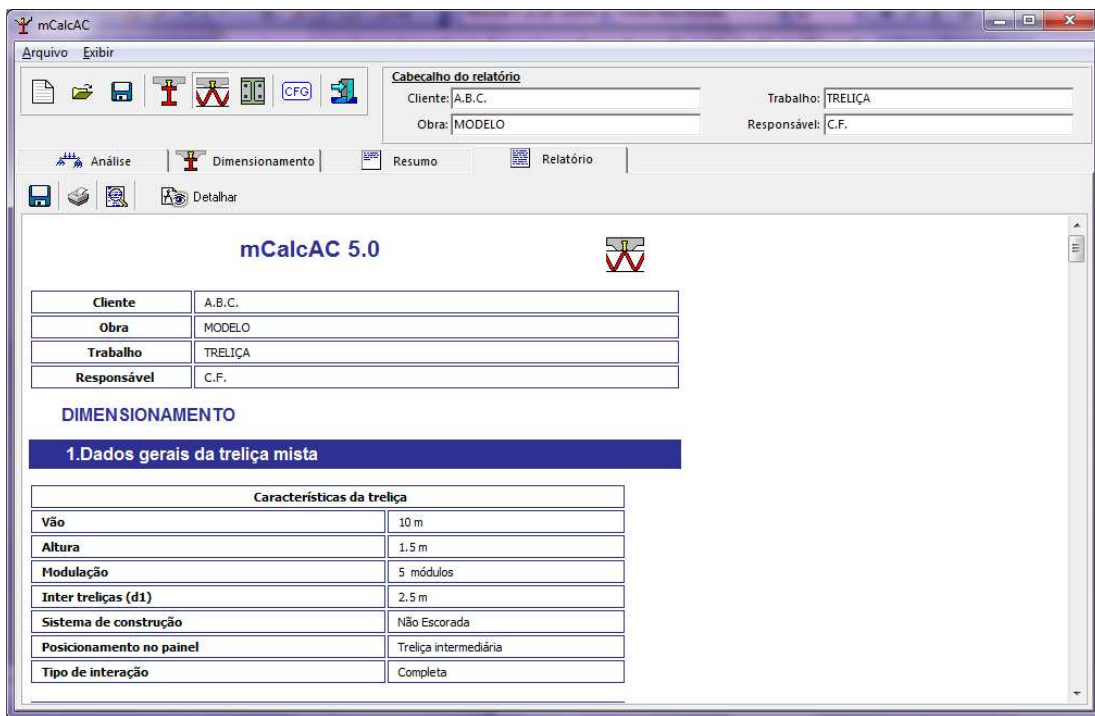 mCalcAC
Arquivo Exibir
CFG
Cabeçalho do relatório
Cliente: A.B.C. Trabalho: TRELIÇA
Obra: MODELO Responsável: C.F.
Análise Dimensionamento Resumo Relatório
Detalhar
mCalcAC 5.0
Cliente A.B.C.
Obra MODELO
Trabalho TRELIÇA
Responsável C.F.
DIMENSIONAMENTO
1.Dados gerais da treliça mista
Características da treliça
Vão 10 m
Altura 1.5 m
Modulação 5 módulos
Inter treliças (d1) 2.5 m
Sistema de construção Não Escorada
Posicionamento no painel Treliça intermediária
Tipo de interação Completa